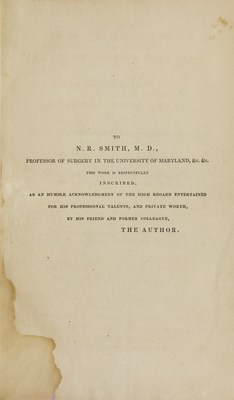 TO
N. R. SMITH, M. D.,
PROFESSOR OF SURGERY IN THE UNIVERSITY OF MARYLAND, &c. &c.
THIS WORK IS RESPECTFULLY
INSCRIBED,
AS AN HUMBLE ACKNOWLEDGMENT OF THE HIGH REGARD ENTERTAINED
FOR HIS PROFESSIONAL TALENTS, AND PRIVATE WORTH,
BY HIS FRIEND AND FORMER COLLEAGUE,
THE AUTHOR.